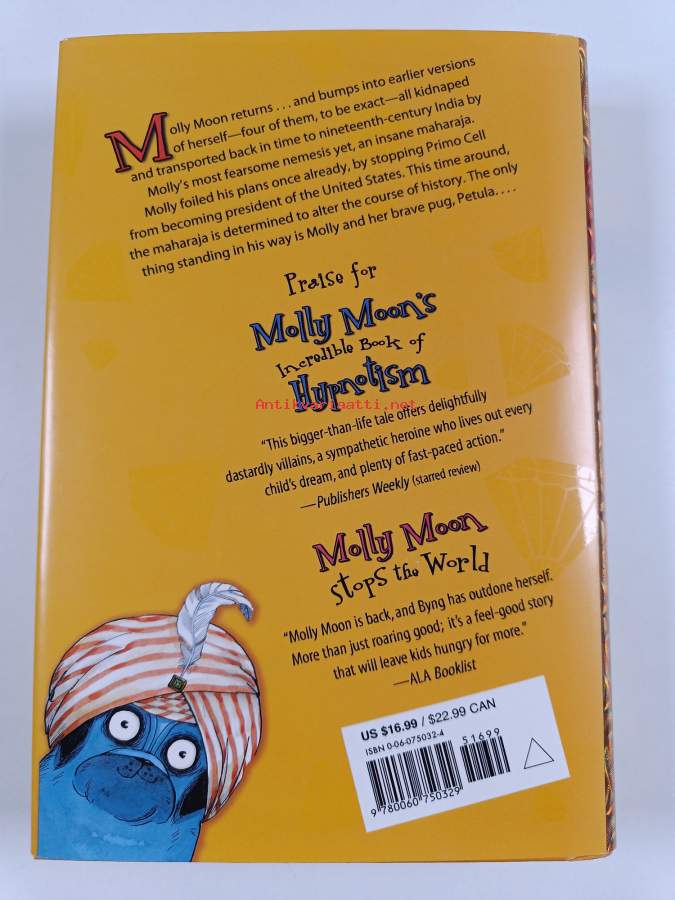 Molly Moon returns . . . and bumps into earlier versions
of herself—four of them, to be exact—all kidnaped
and transported back in time to nineteenth-century India by
Molly's most fearsome nemesis yet, an insane maharaja.
Molly foiled his plans once already, by stopping Primo Cell
from becoming president of the United States. This time around,
the maharaja is determined to alter the course of history. The only
thing standing in his way is Molly and her brave pug, Petula. . . .
Praise for
Molly Moon's
Incredible Book of
Hypnotism
Antikvariaatti.net
“This bigger-than-life tale offers delightfully
dastardly villains, a sympathetic heroine who lives out every
child's dream, and plenty of fast-paced action.”
—Publishers Weekly (starred review)
Molly Moon
Stops the World
“Molly Moon is back, and Byng has outdone herself.
More than just roaring good; it's a feel-good story
that will leave kids hungry for more.”
—ALA Booklist
US $16.99 / $22.99 CAN
ISBN 0-06-075032-4
51699
9 780060 750329